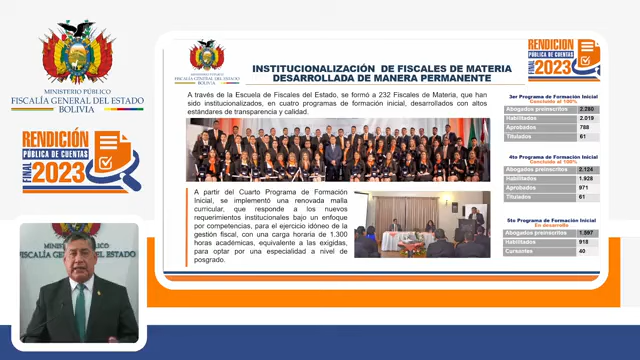 MINISTERIO PÚBLICO
FISCALÍA GENERAL DEL ESTADO
BOLIVIA
RENDICIÓN
PÚBLICA DE CUENTAS
FINAL 2023
FISCALÍA GENERAL DEL ESTADO
FISCALÍA GENERAL DEL ESTADO
BOLIVIA
INSTITUCIONALIZACIÓN DE FISCALES DE MATERIA
DESARROLLADA DE MANERA PERMANENTE
RENDICIÓN
PÚBLICA DE CUENTAS
FINAL 2023
A través de la Escuela de Fiscales del Estado, se formó a 232 Fiscales de Materia, que han
sido institucionalizados, en cuatro programas de formación inicial, desarrollados con altos
estándares de transparencia y calidad.
A partir del Cuarto Programa de Formación
Inicial, se implementó una renovada malla
curricular, que responde a los nuevos
requerimientos institucionales bajo un enfoque
por competencias, para el ejercicio idóneo de la
gestión fiscal, con una carga horaria de 1.300
horas académicas, equivalente a las exigidas,
para optar por una especialidad a nivel de
posgrado.
3er Programa de Formación Inicial
Concluido al 100%
Abogados preinscritos 2.280
Habilitados 2.019
Aprobados 788
Titulados 61
4to Programa de Formación Inicial
Concluido al 100%
Abogados preinscritos 2.124
Habilitados 1.928
Aprobados 971
Titulados 61
5to Programa de Formación Inicial
En desarrollo
Abogados preinscritos 1.997
Habilitados 918
Cursantes 40